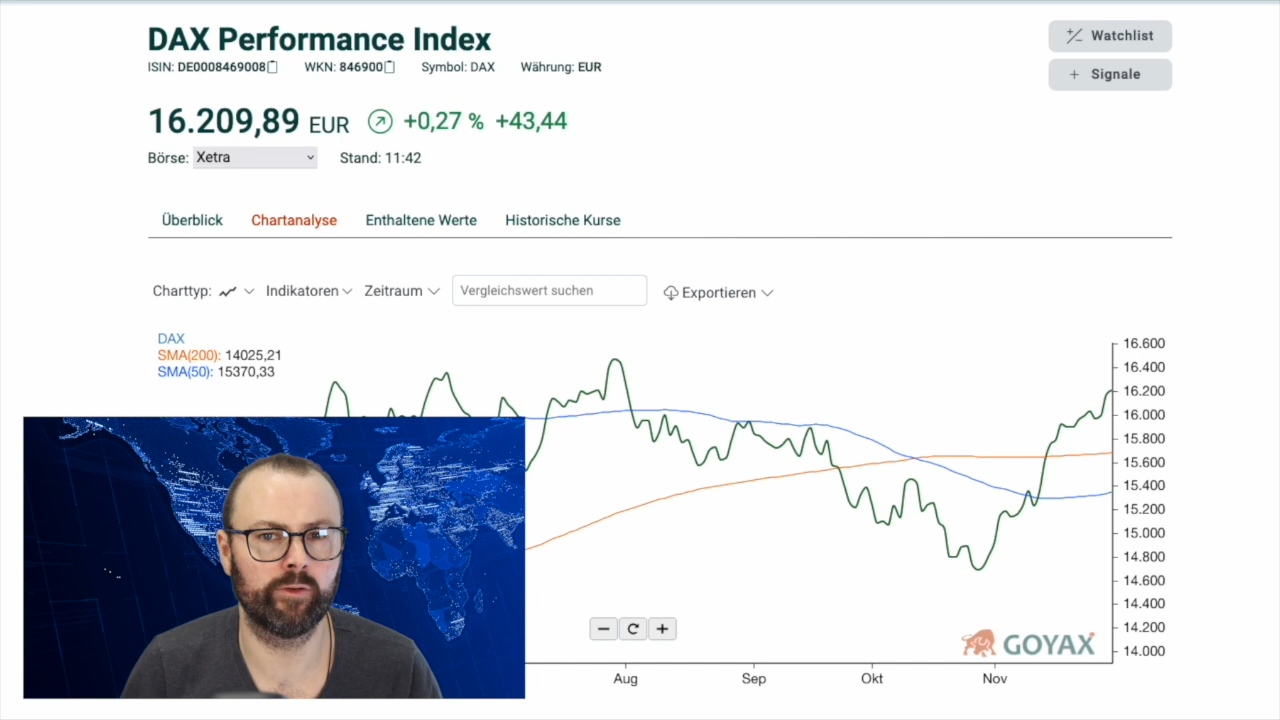 DAX Performance Index
Watchlist
ISIN: DE0008469008 WKN: 846900 Symbol: DAX Währung: EUR
+ Signale
16.209,89 EUR +0,27 % +43,44
Börse: Xetra Stand: 11:42
Überblick Chartanalyse Enthaltene Werte Historische Kurse
Charttyp: Indikatoren Zeitraum Vergleichswert suchen Exportieren
DAX
SMA(200): 14025,21
SMA(50): 15370,33
16.600
16.400
16.200
16.000
15.800
15.600
15.400
15.200
15.000
14.800
14.600
14.400
14.200
14.000
GOYAX
Aug Sep Okt Nov